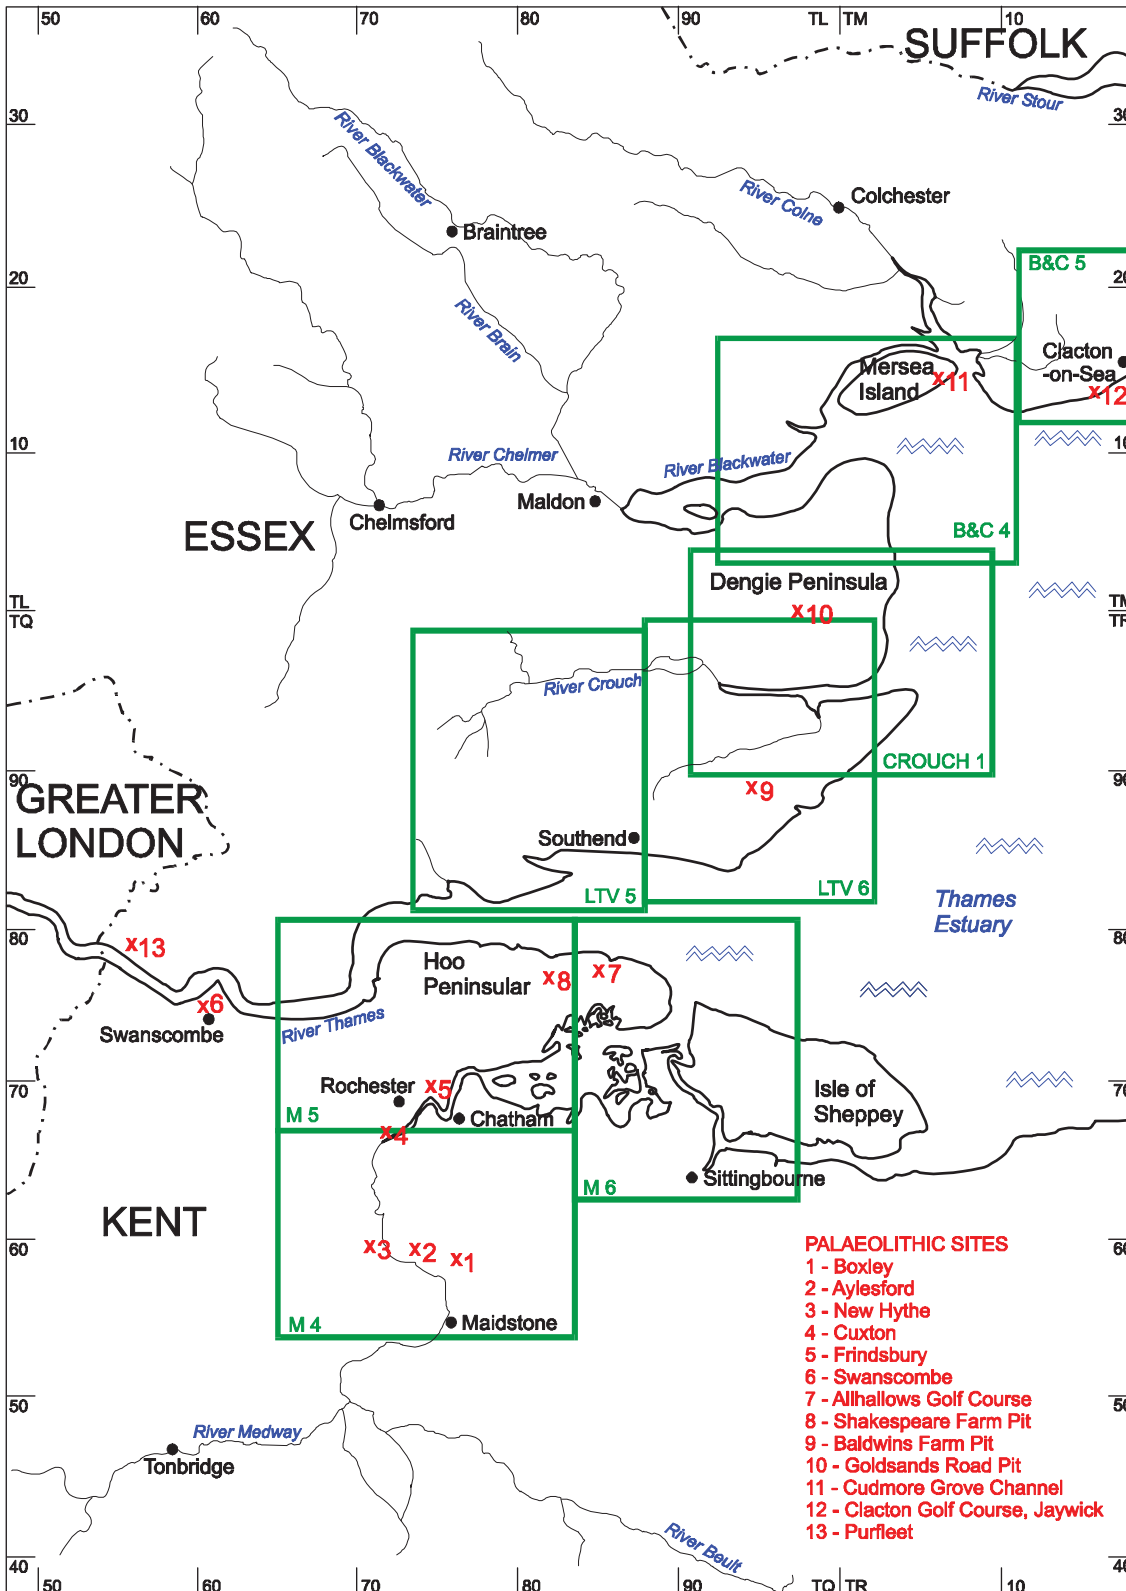 50 60 70 80 90 TL TM 10
SUFFOLK
River Stour
30 30
River Blackwater
River Colne
Colchester
Braintree
B&C 5
20 20
River Brain
Clacton
-on-Sea
Mersea
Island
x11
x12
10
River Chelmer
River Blackwater
Maldon
Chelmsford
ESSEX
B&C 4
Dengie Peninsula
TL
TQ
x10
River Crouch
CROUCH 1
90
GREATER
LONDON
x9
Southend
LTV 5
LTV 6
Thames
Estuary
80 80
x13
Hoo
Peninsular
x8
x7
x6
Swanscombe
River Thames
70 70
Rochester
x5
Isle of
Sheppey
M 5
Chatham
x4
M 6
Sittingbourne
KENT
60 60
x3
x2
x1
M 4
Maidstone
PALAEOLITHIC SITES
1 - Boxley
2 - Aylesford
3 - New Hythe
4 - Cuxton
5 - Frindsbury
6 - Swanscombe
7 - Allhallows Golf Course
8 - Shakespeare Farm Pit
9 - Baldwins Farm Pit
10 - Goldsands Road Pit
11 - Cudmore Grove Channel
12 - Clacton Golf Course, Jaywick
13 - Purfleet
50
River Medway
Tonbridge
River Beult
40
50 60 70 80 90 TQ TR 10